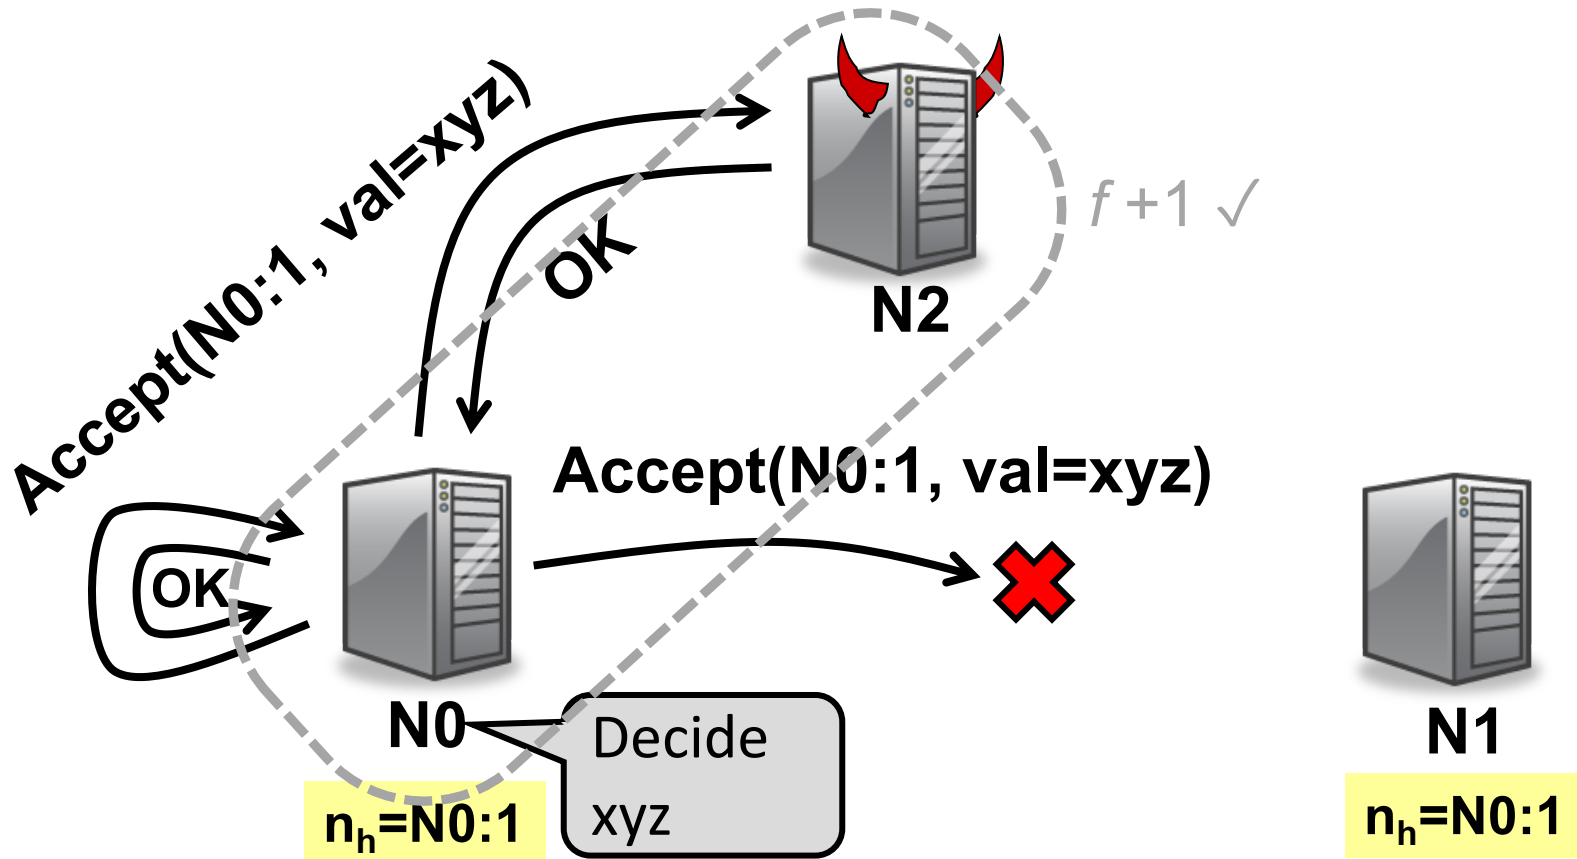 Accept(N0:1, val=xyz)
OK
N2
f +1 ✓
Accept(N0:1, val=xyz)
OK
N0
N1
Decide
xyz
nh=N0:1
nh=N0:1